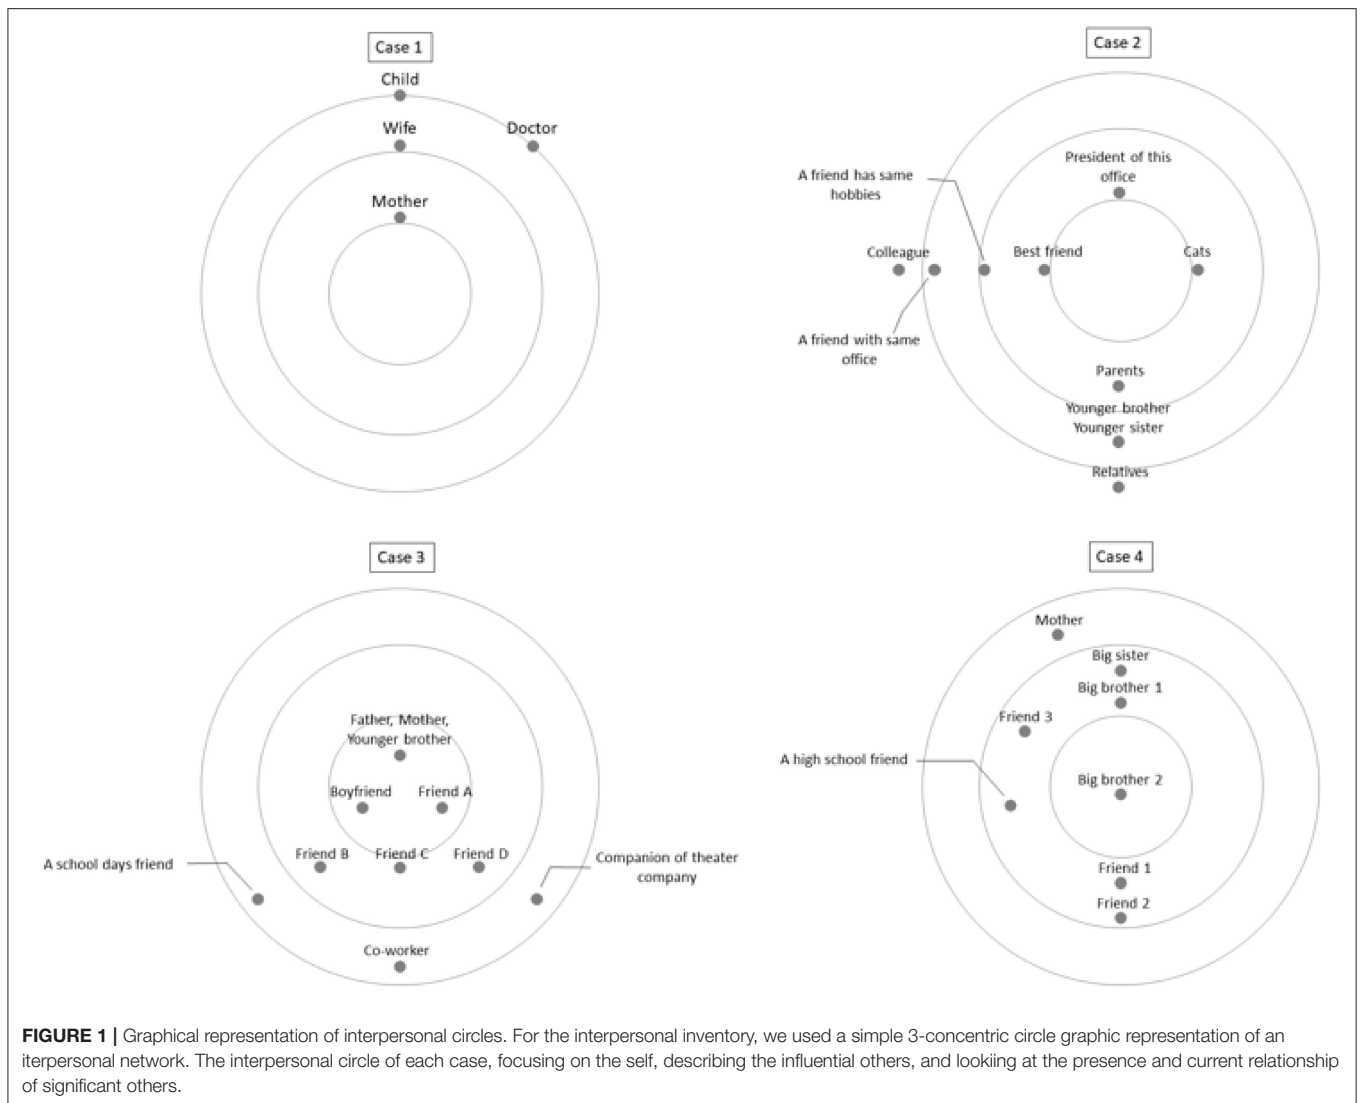 Case 1
Child
Wife
Doctor
Mother
Case 2
President of this
office
A friend has same
hobbies
Colleague
Best friend
Cats
A friend with same
office
Parents
Younger brother
Younger sister
Relatives
Case 3
Father, Mother,
Younger brother
Boyfriend
Friend A
Friend B
Friend C
Friend D
A school days friend
Companion of theater
company
Co-worker
Case 4
Mother
Big sister
Big brother 1
Friend 3
A high school friend
Big brother 2
Friend 1
Friend 2
FIGURE 1 | Graphical representation of interpersonal circles. For the interpersonal inventory, we used a simple 3-concentric circle graphic representation of an
iterpersonal network. The interpersonal circle of each case, focusing on the self, describing the influential others, and lookiing at the presence and current relationship
of significant others.